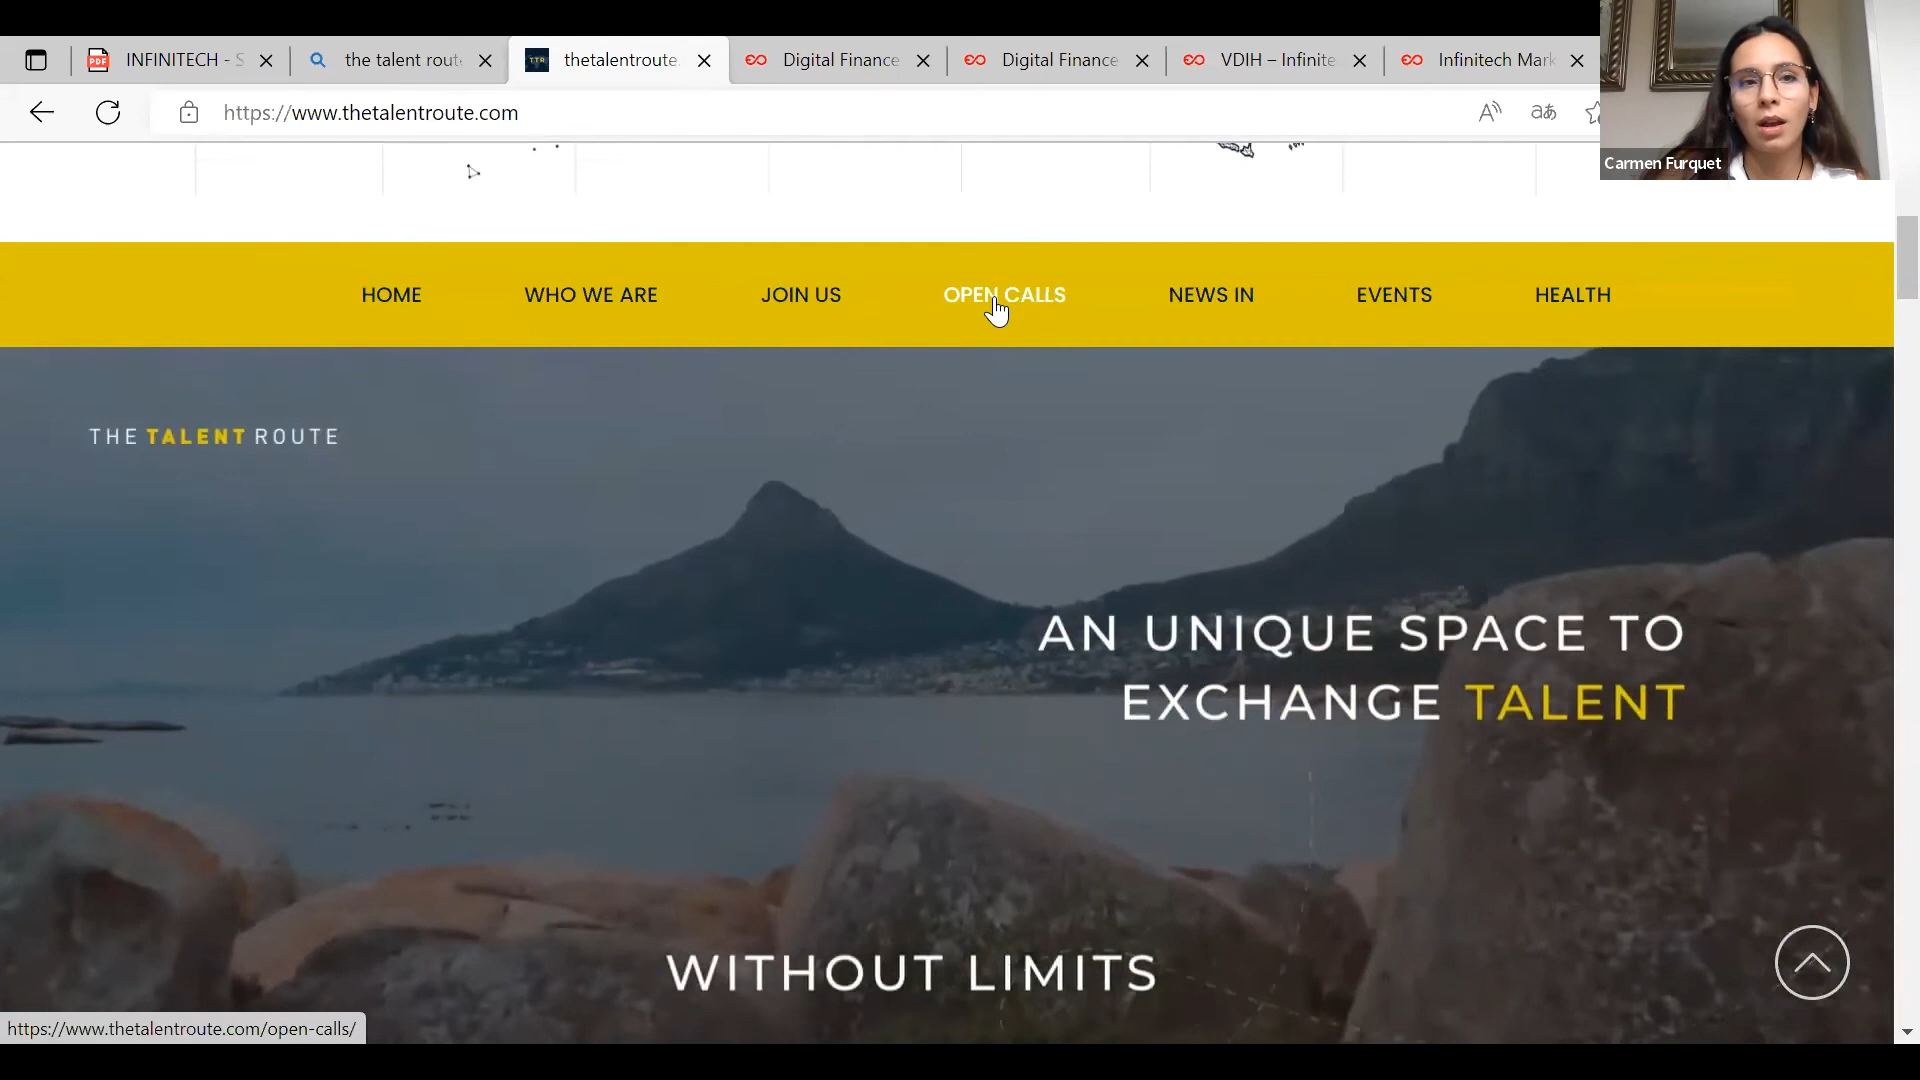 INFINITECH - S
the talent rout
thetalentroute.
Digital Finance
Digital Finance
VDIH – Infinite
Infinitech Mark
https://www.thetalentroute.com
Carmen Furquet
HOME WHO WE ARE JOIN US OPEN CALLS NEWS IN EVENTS HEALTH
THE TALENT ROUTE
AN UNIQUE SPACE TO
EXCHANGE TALENT
WITHOUT LIMITS
https://www.thetalentroute.com/open-calls/